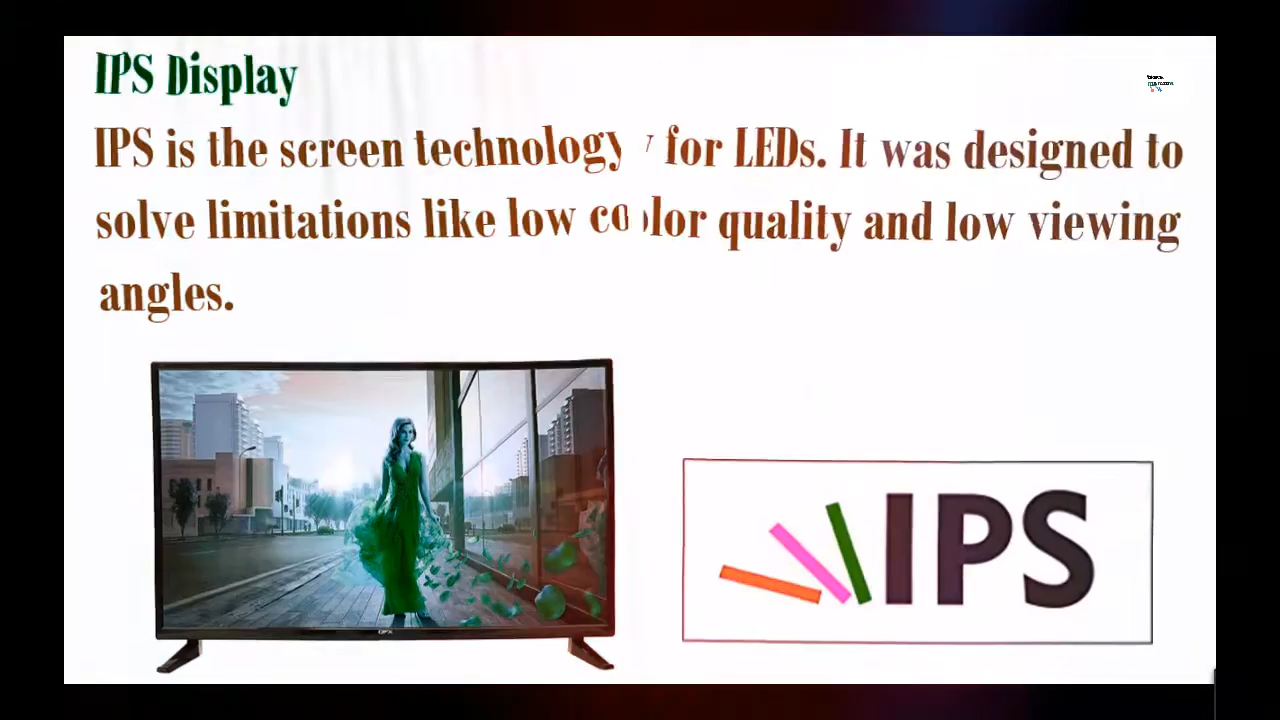 IPS Display
IPS is the screen technology for LEDs. It was designed to
solve limitations like low color quality and low viewing
angles.
IPS